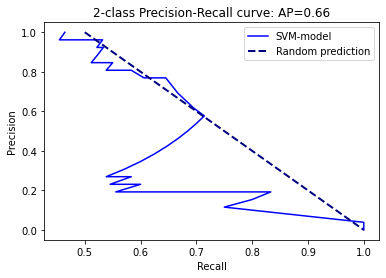 2-class Precision-Recall curve: AP=0.66
SVM-model
Random prediction
Precision
1.0
0.8
0.6
0.4
0.2
0.0
0.5
0.6
0.7
0.8
0.9
1.0
Recall